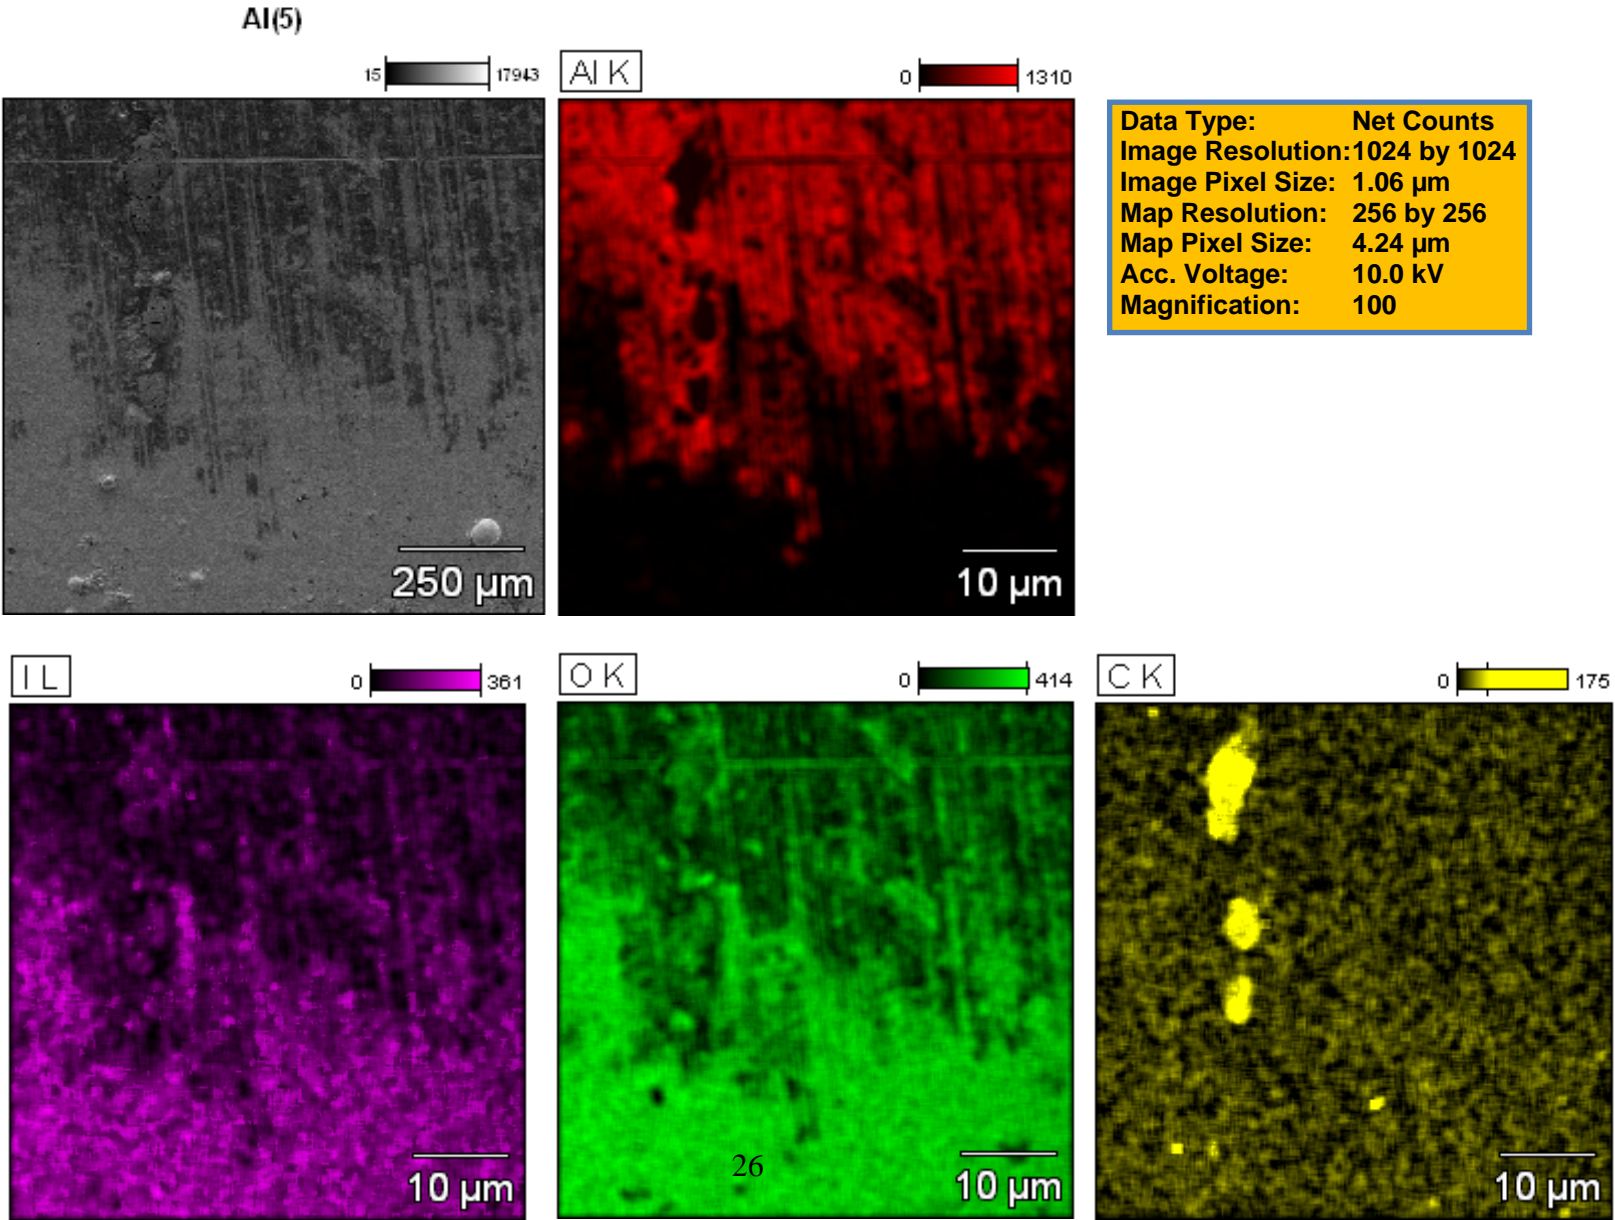 Al(5)
15 17943
Al K
0 1310
Data Type: Net Counts
Image Resolution: 1024 by 1024
Image Pixel Size: 1.06 µm
Map Resolution: 256 by 256
Map Pixel Size: 4.24 µm
Acc. Voltage: 10.0 kV
Magnification: 100
250 µm
10 µm
I L
0 361
O K
0 414
C K
0 175
10 µm
26
10 µm
10 µm